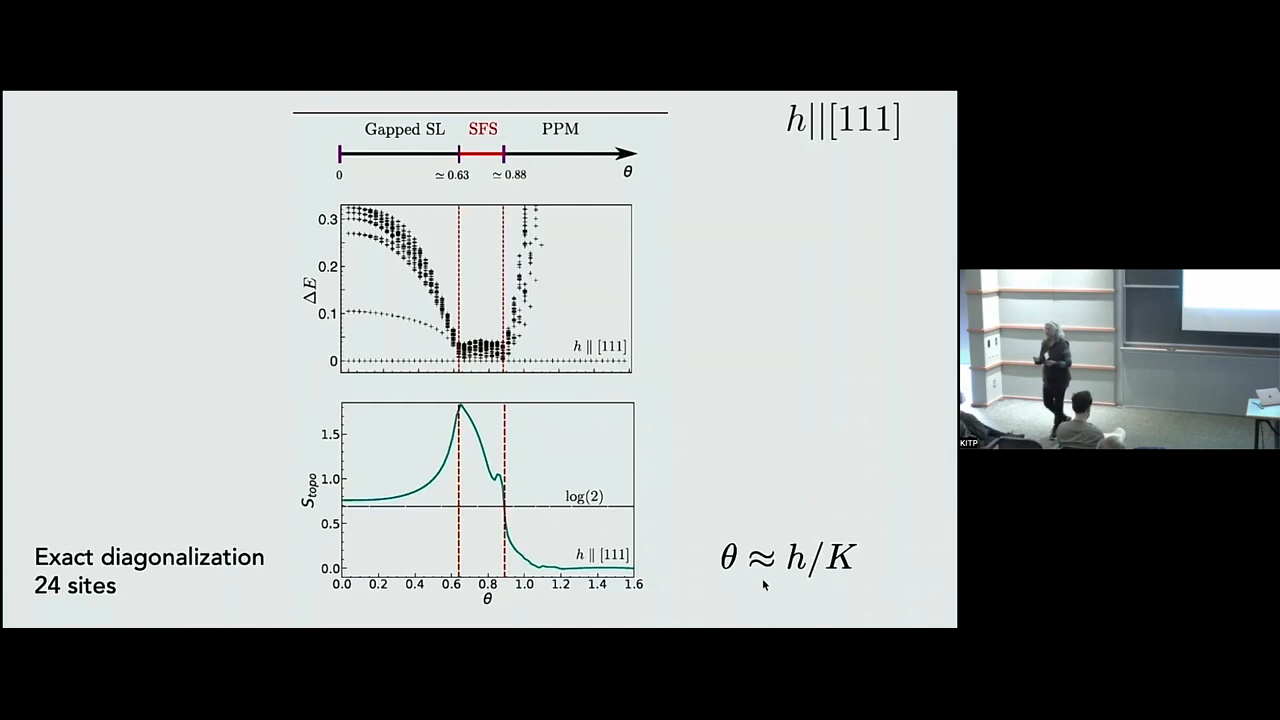 h||[111]
Gapped SL SFS PPM
0 ≃0.63 ≃0.88 θ
0.3
0.2
0.1
0
ΔE
h ∥ [111]
1.5
1.0
0.5
0.0
S_topo
log(2)
h ∥ [111]
0.0 0.2 0.4 0.6 0.8 1.0 1.2 1.4 1.6
θ
Exact diagonalization
24 sites
θ ≈ h/K
KITP